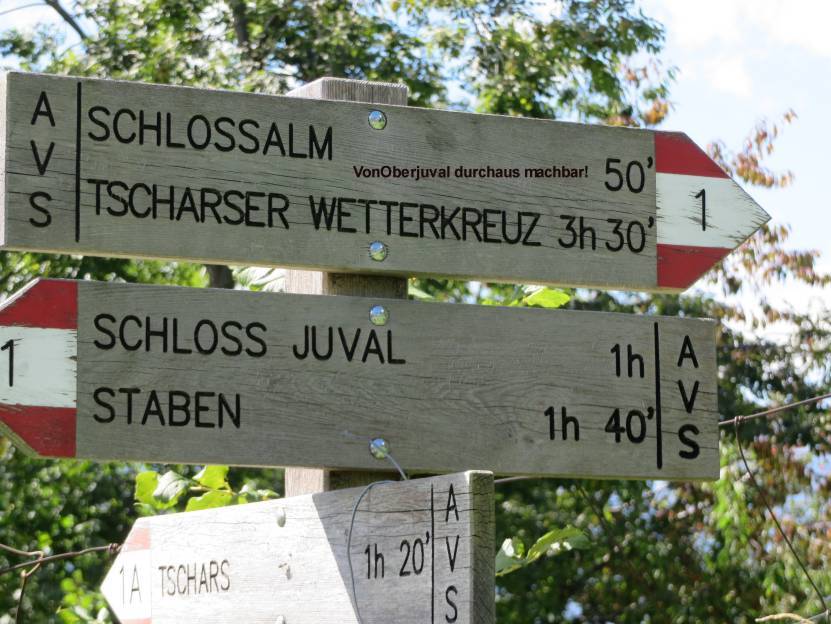 AVS
SCHLOSSALM 50'
VonOberjuval durchaus machbar!
TSCHARSER WETTERKREUZ 3h 30'
1
1
SCHLOSS JUVAL 1h
STABEN 1h 40'
AVS
1A TSCHARS 1h 20'
AVS